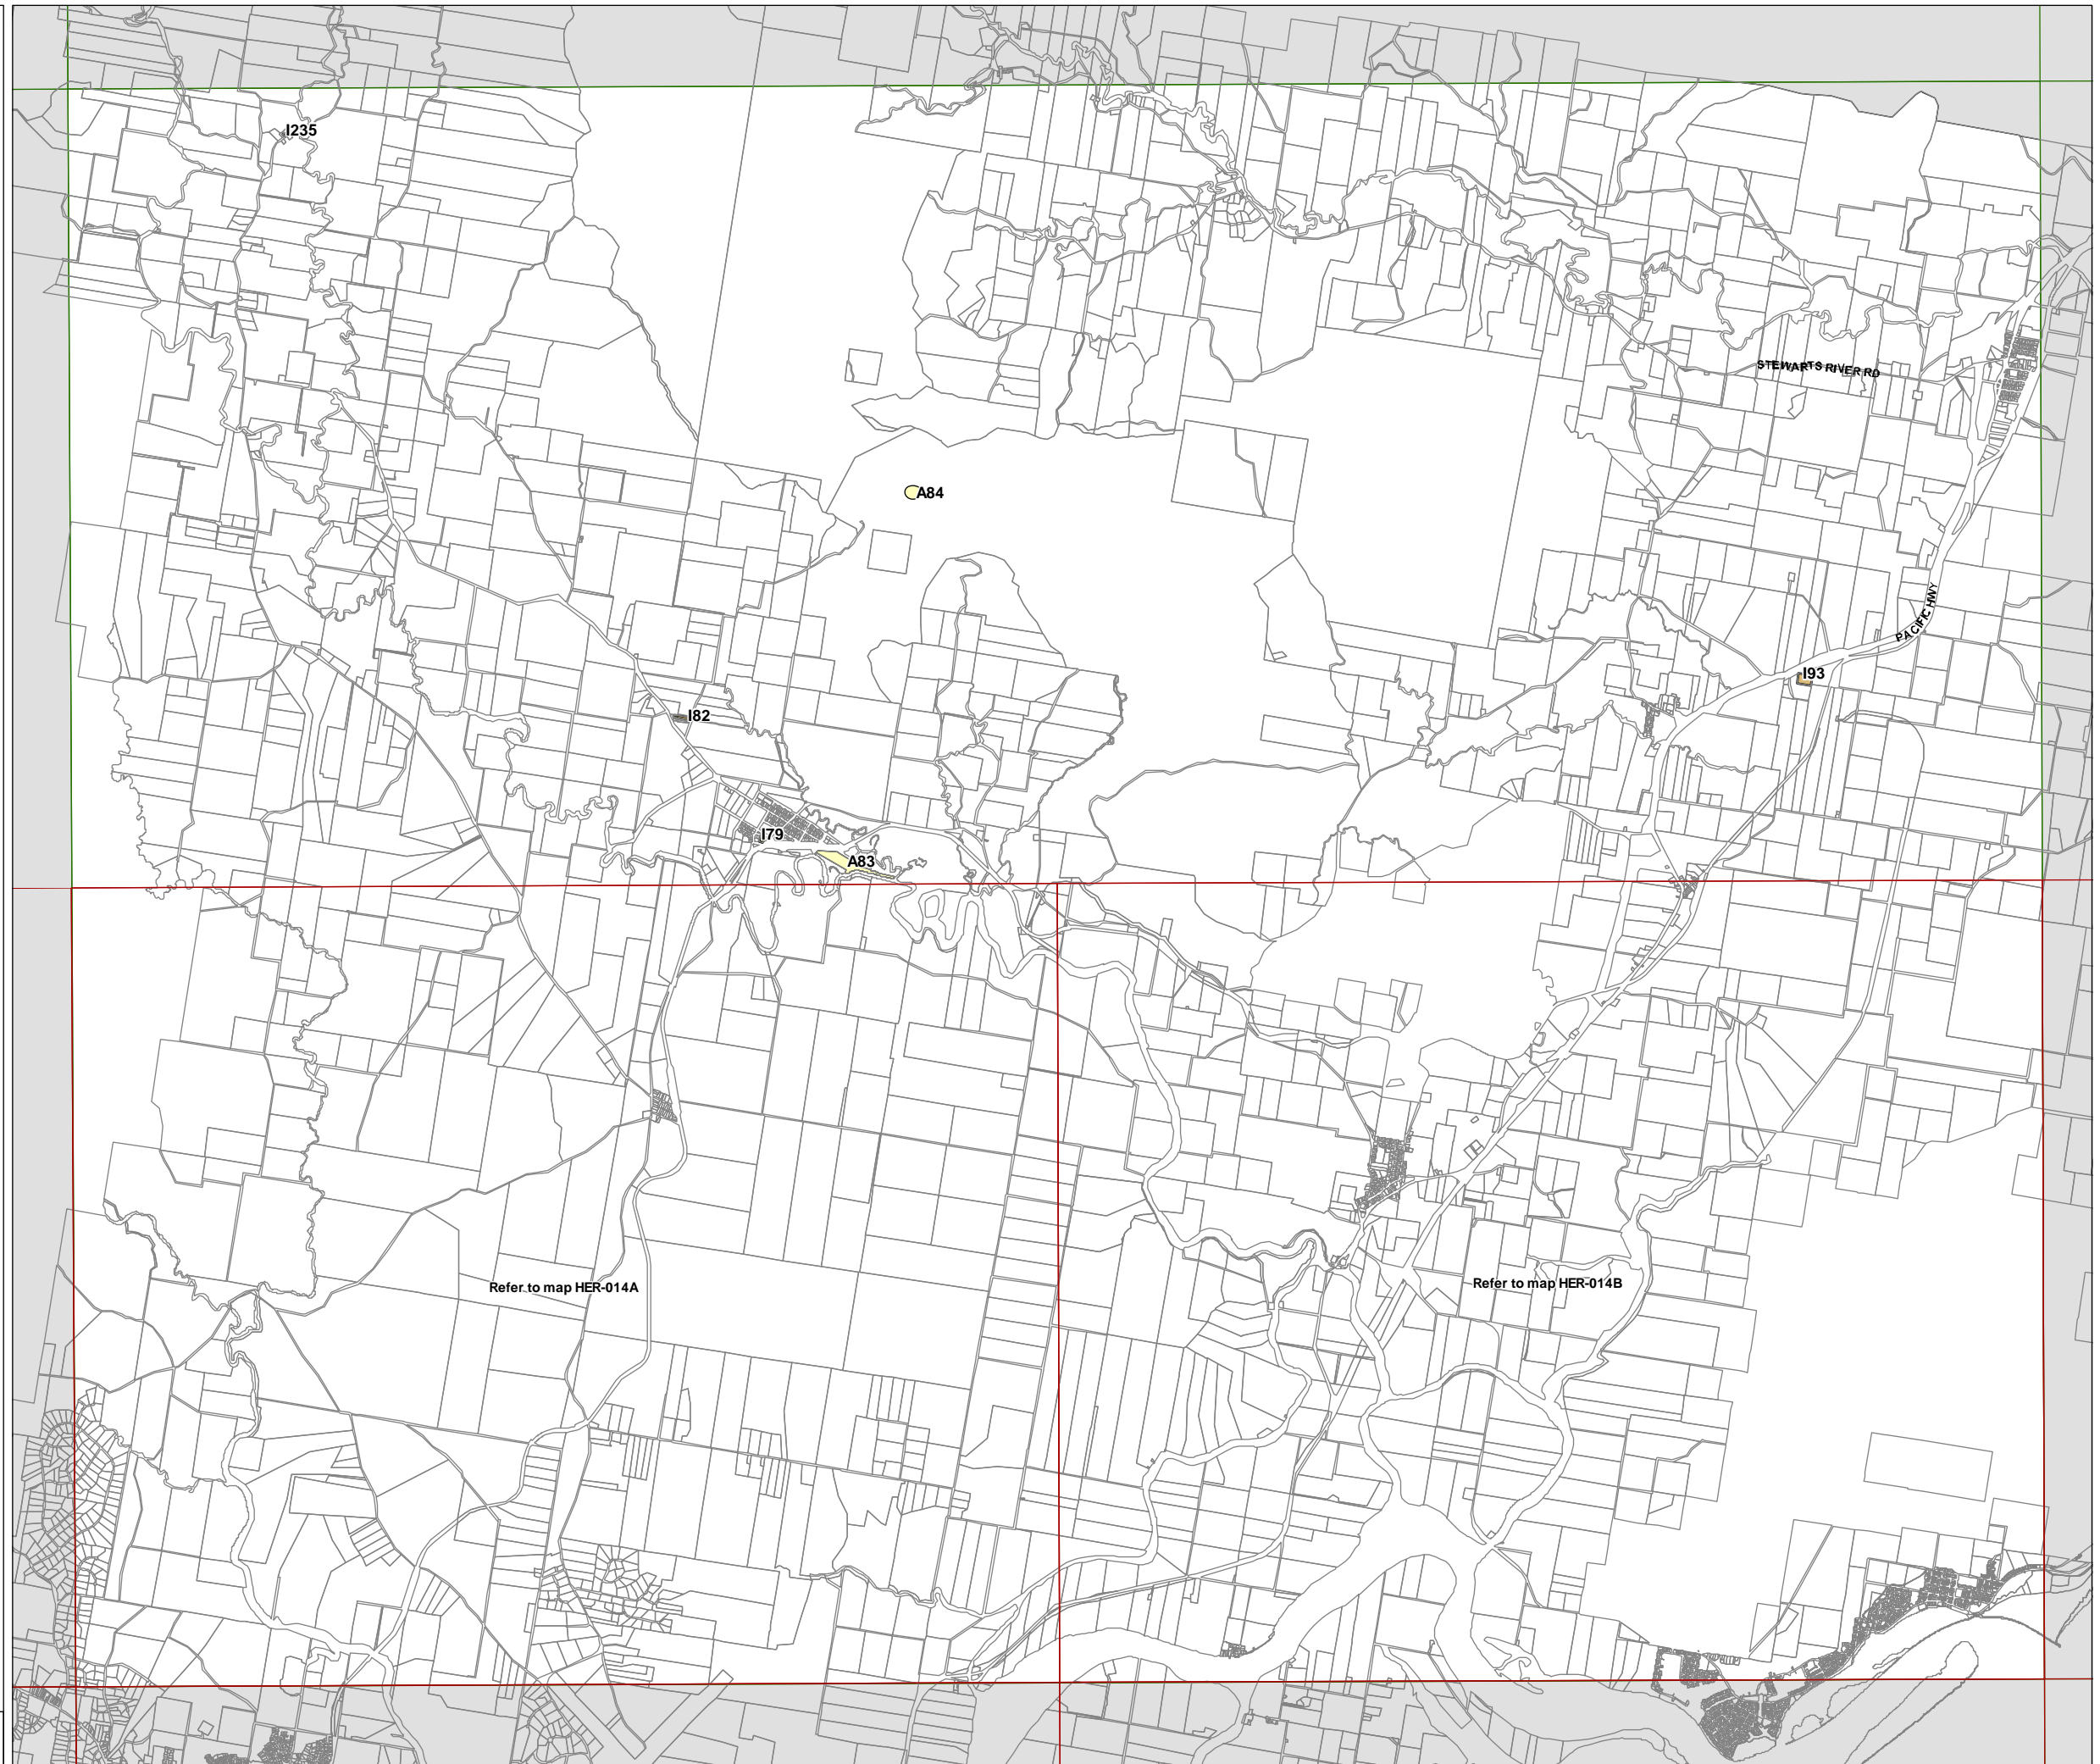 I235
STEWARTS RIVER RD
A84
PACIFIC HWY
I93
I82
I79
A83
Refer to map HER-014A
Refer to map HER-014B